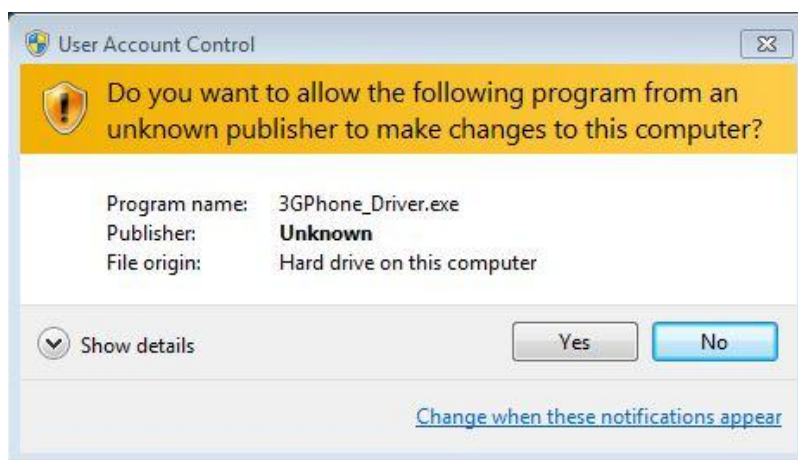 User Account Control
Do you want to allow the following program from an
unknown publisher to make changes to this computer?
Program name: 3GPhone_Driver.exe
Publisher: Unknown
File origin: Hard drive on this computer
Show details
Yes No
Change when these notifications appear